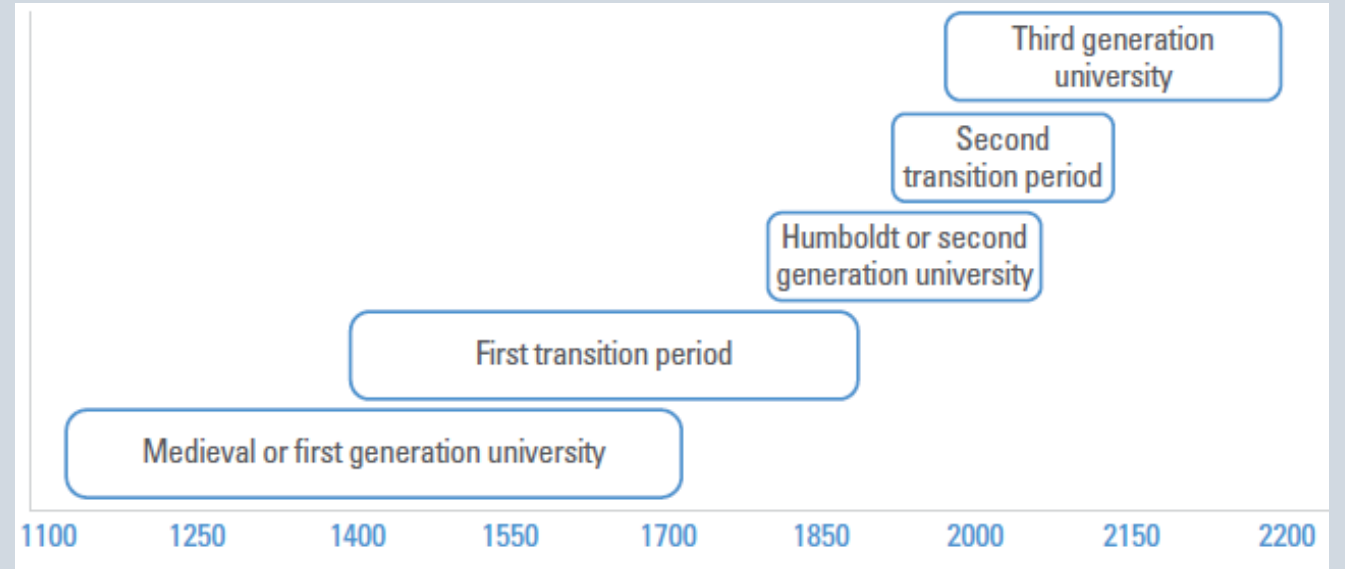 Third generation
university
Second
transition period
Humboldt or second
generation university
First transition period
Medieval or first generation university
1100 1250 1400 1550 1700 1850 2000 2150 2200